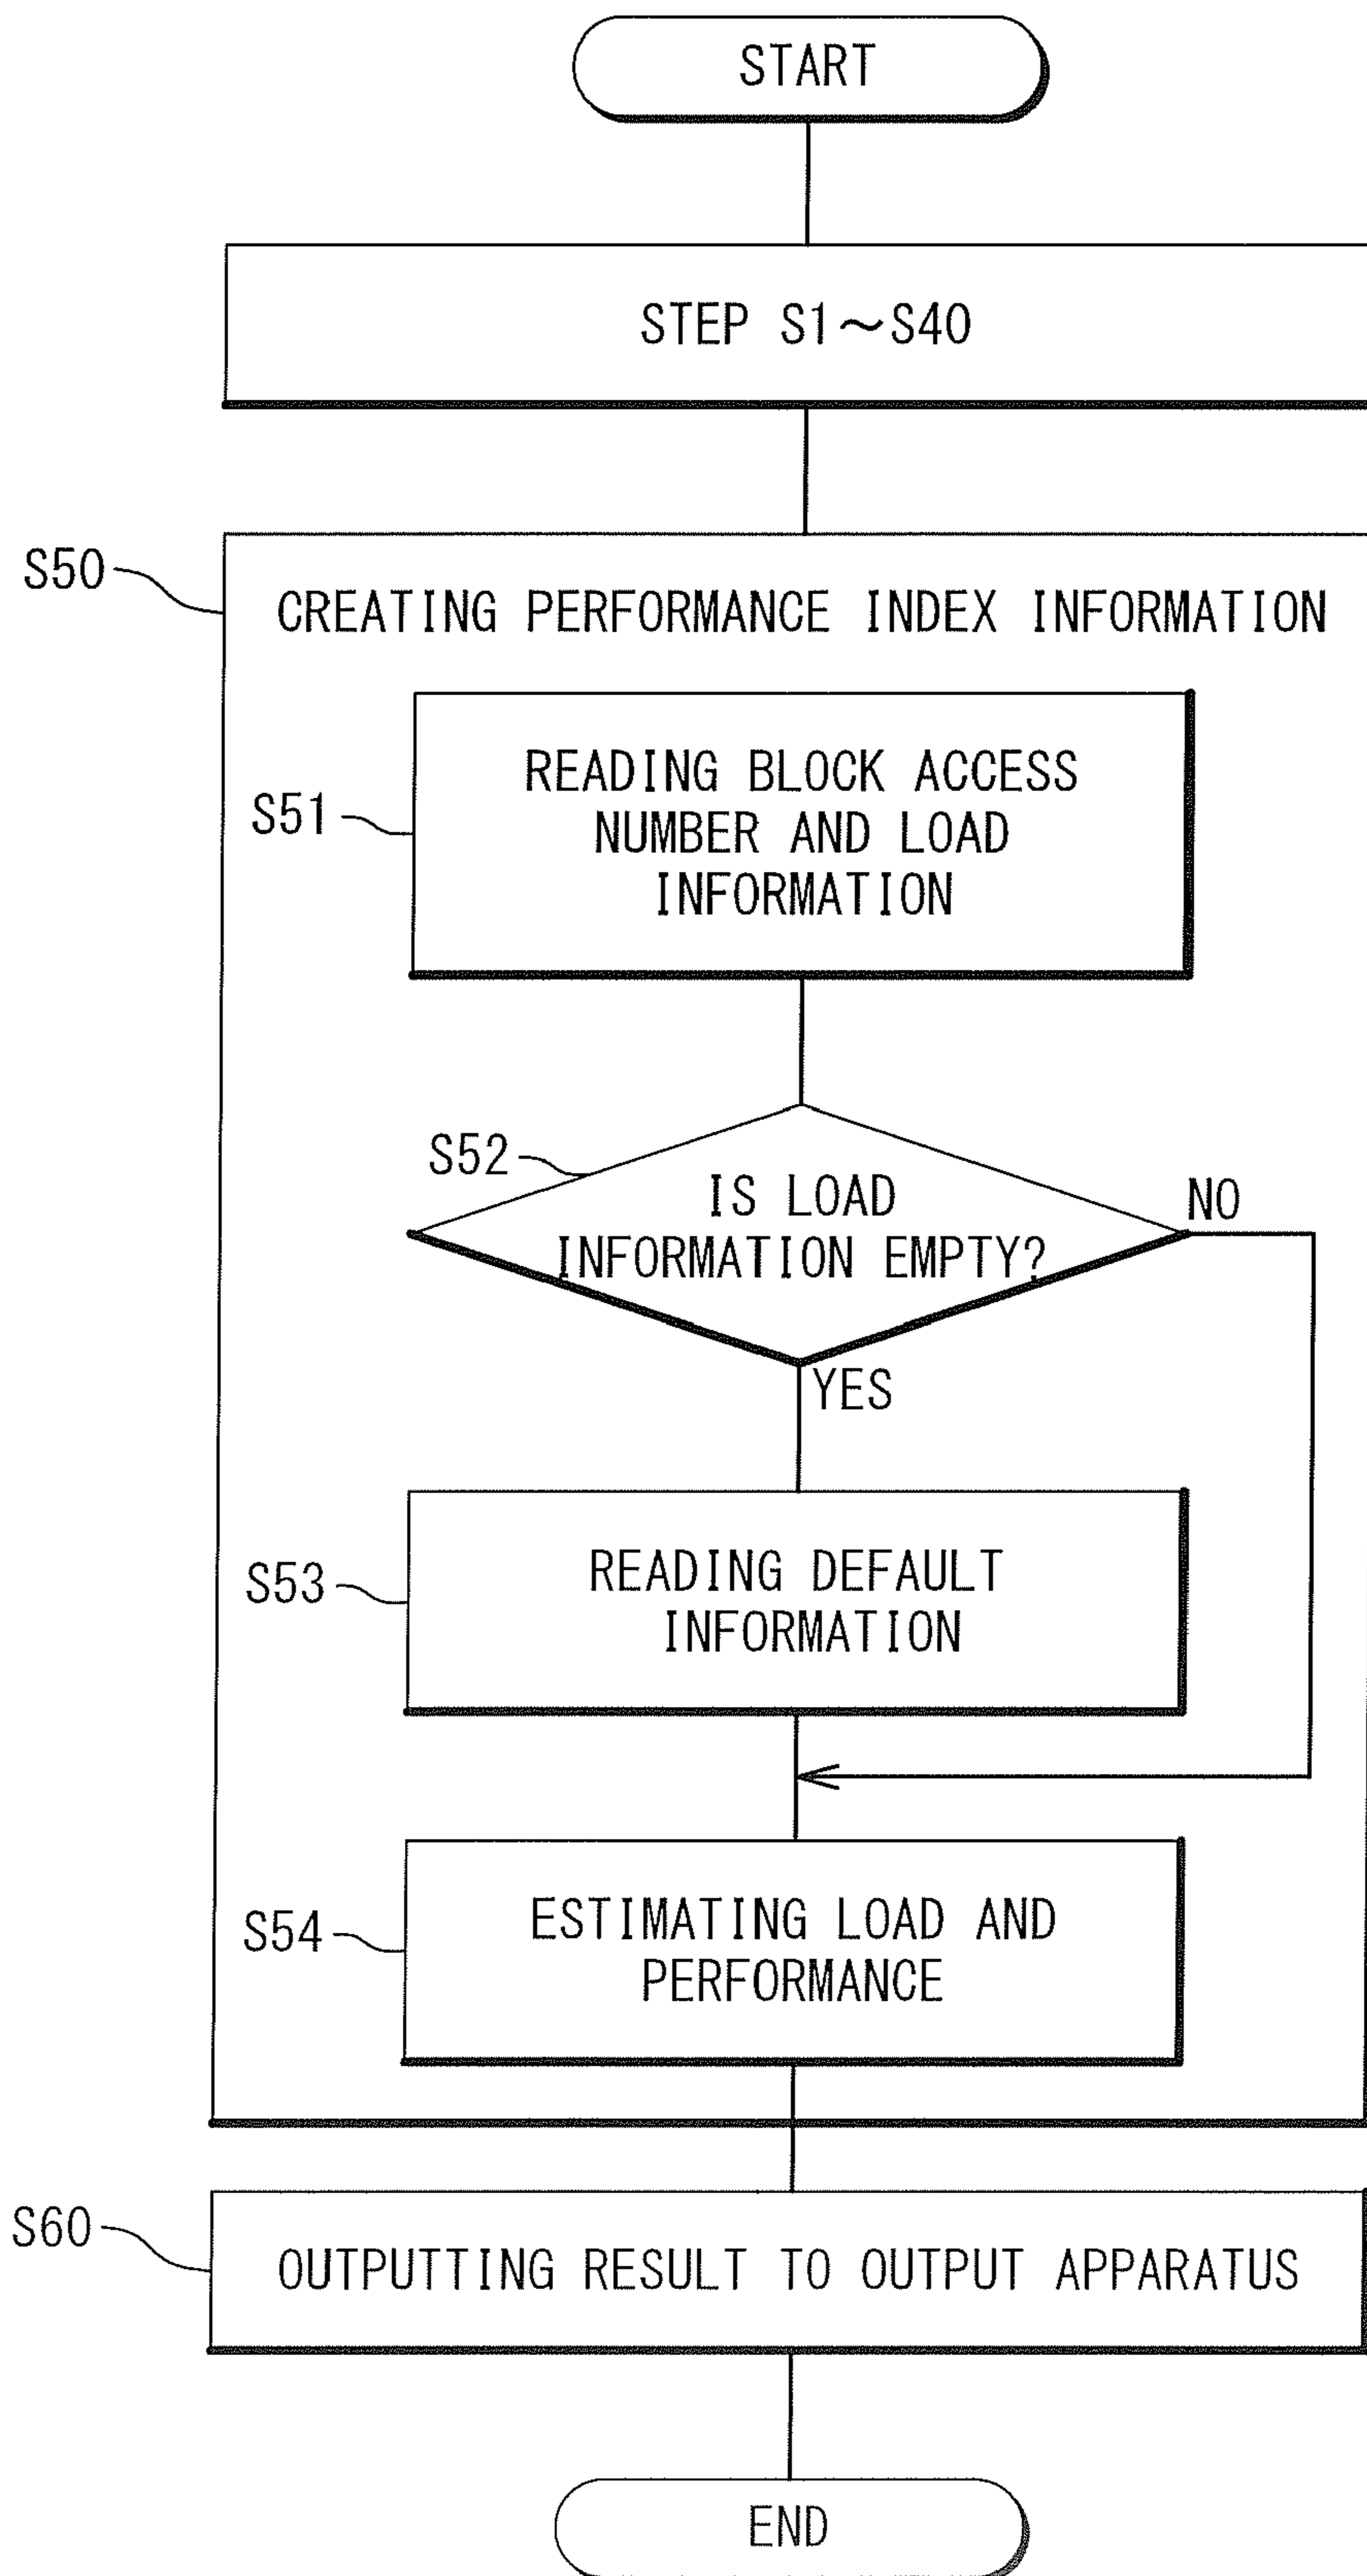 START
STEP S1～S40
S50
CREATING PERFORMANCE INDEX INFORMATION
S51
READING BLOCK ACCESS
NUMBER AND LOAD
INFORMATION
S52
IS LOAD
INFORMATION EMPTY?
NO
YES
S53
READING DEFAULT
INFORMATION
S54
ESTIMATING LOAD AND
PERFORMANCE
S60
OUTPUTTING RESULT TO OUTPUT APPARATUS
END